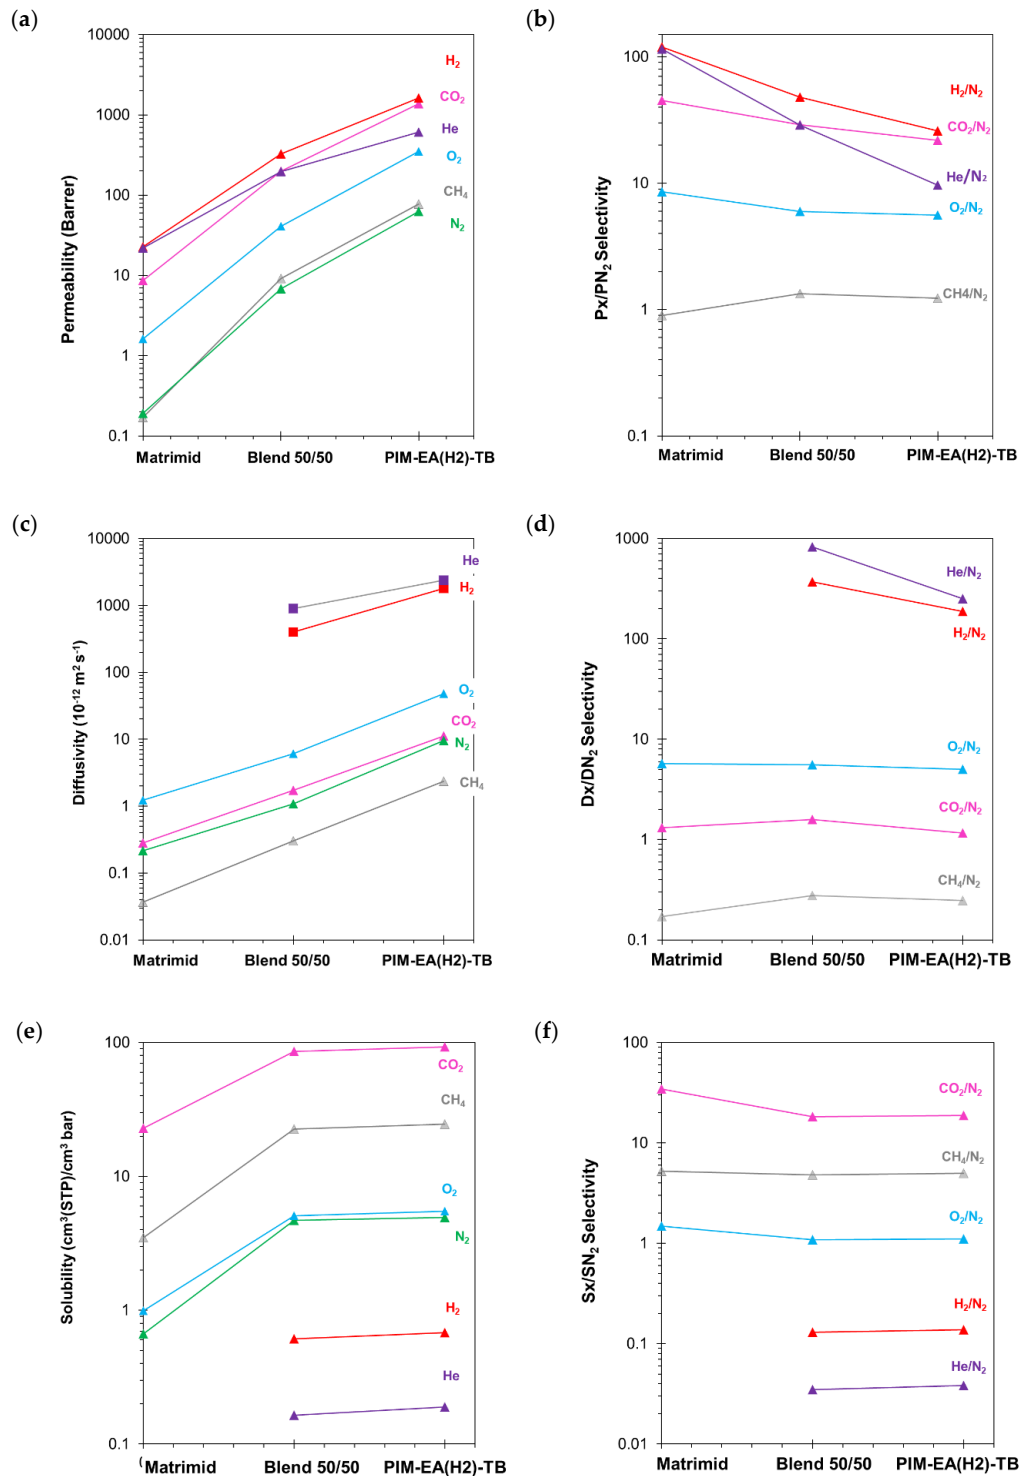 (a)
10000
1000
100
10
1
0.1
Permeability (Barrer)
H₂
CO₂
He
O₂
CH₄
N₂
Matrimid Blend 50/50 PIM-EA(H2)-TB
(b)
100
10
1
0.1
Px/PN₂ Selectivity
H₂/N₂
CO₂/N₂
He/N₂
O₂/N₂
CH4/N₂
Matrimid Blend 50/50 PIM-EA(H2)-TB
(c)
10000
1000
100
10
1
0.1
0.01
Diffusivity (10⁻¹² m² s⁻¹)
He
H₂
O₂
CO₂
N₂
CH₄
Matrimid Blend 50/50 PIM-EA(H2)-TB
(d)
1000
100
10
1
0.1
Dx/DN₂ Selectivity
He/N₂
H₂/N₂
O₂/N₂
CO₂/N₂
CH₄/N₂
Matrimid Blend 50/50 PIM-EA(H2)-TB
(e)
100
10
1
0.1
Solubility (cm³(STP)/cm³ bar)
CO₂
CH₄
O₂
N₂
H₂
He
(Matrimid Blend 50/50 PIM-EA(H2)-TB
(f)
100
10
1
0.1
0.01
Sx/SN₂ Selectivity
CO₂/N₂
CH₄/N₂
O₂/N₂
H₂/N₂
He/N₂
Matrimid Blend 50/50 PIM-EA(H2)-TB